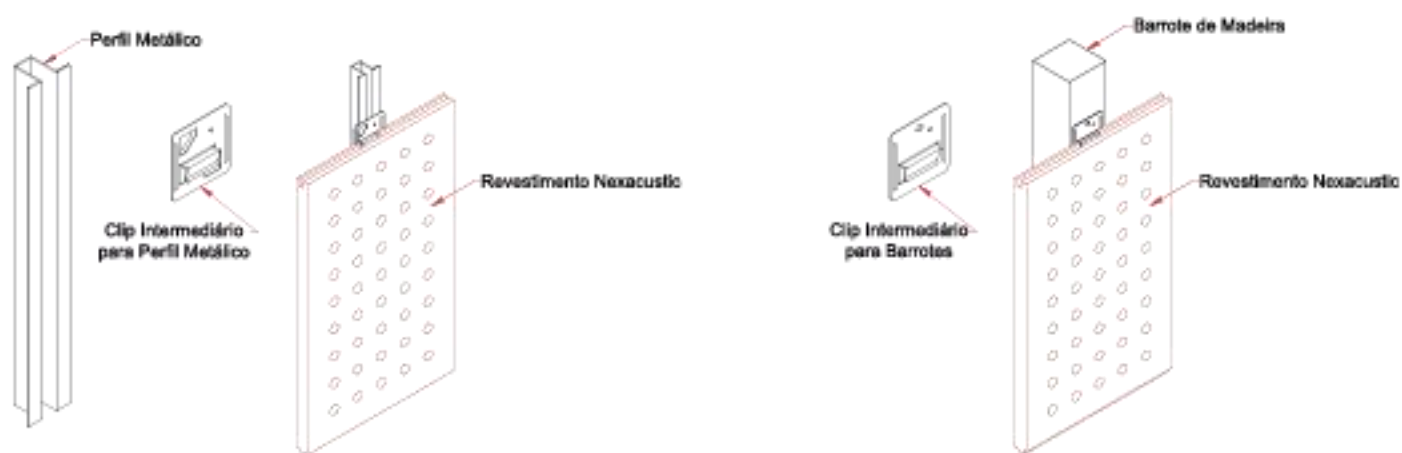 Perfil Metálico
Clip Intermediário
para Perfil Metálico
Revestimento Nexacustic
Barrote de Madeira
Clip Intermediário
para Barrotes
Revestimento Nexacustic